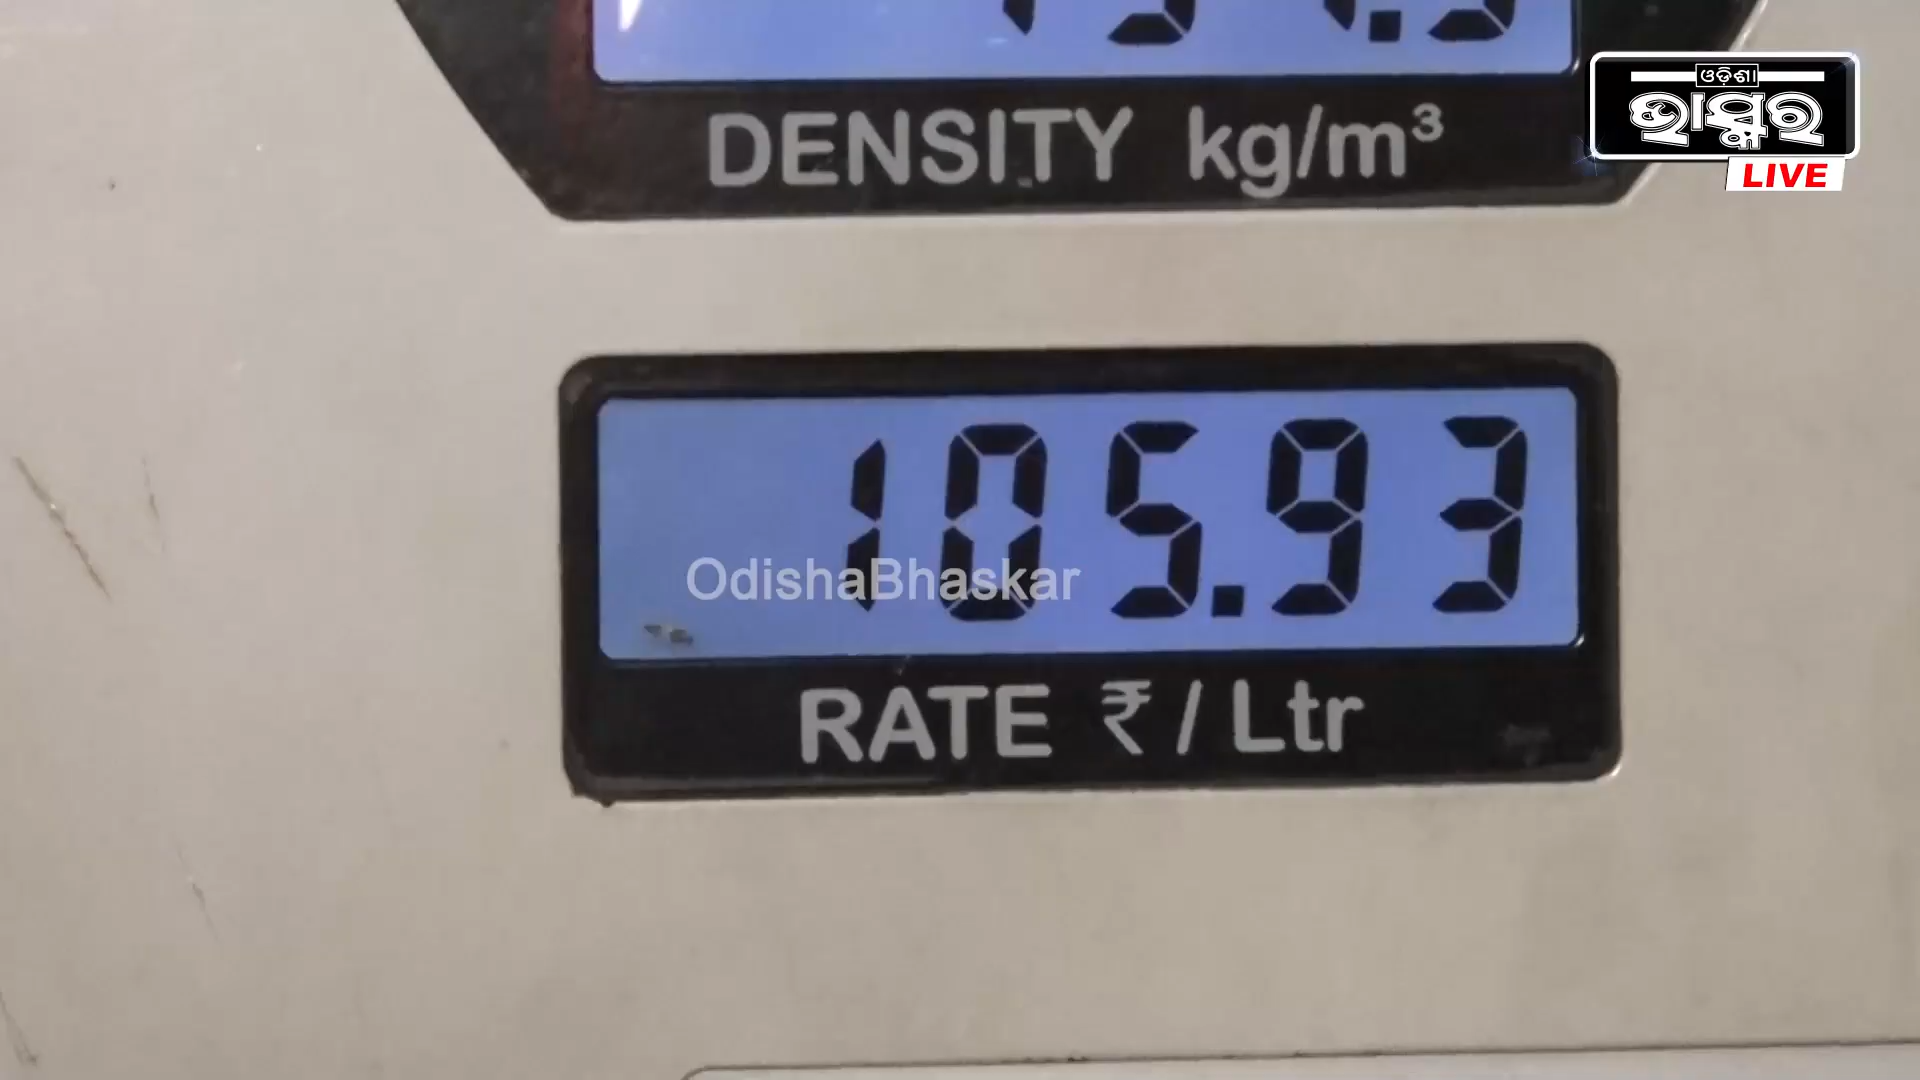 DENSITY kg/m³
ଓଡ଼ିଶା
ଭାସ୍କର
LIVE
105.93
OdishaBhaskar
RATE ₹/Ltr